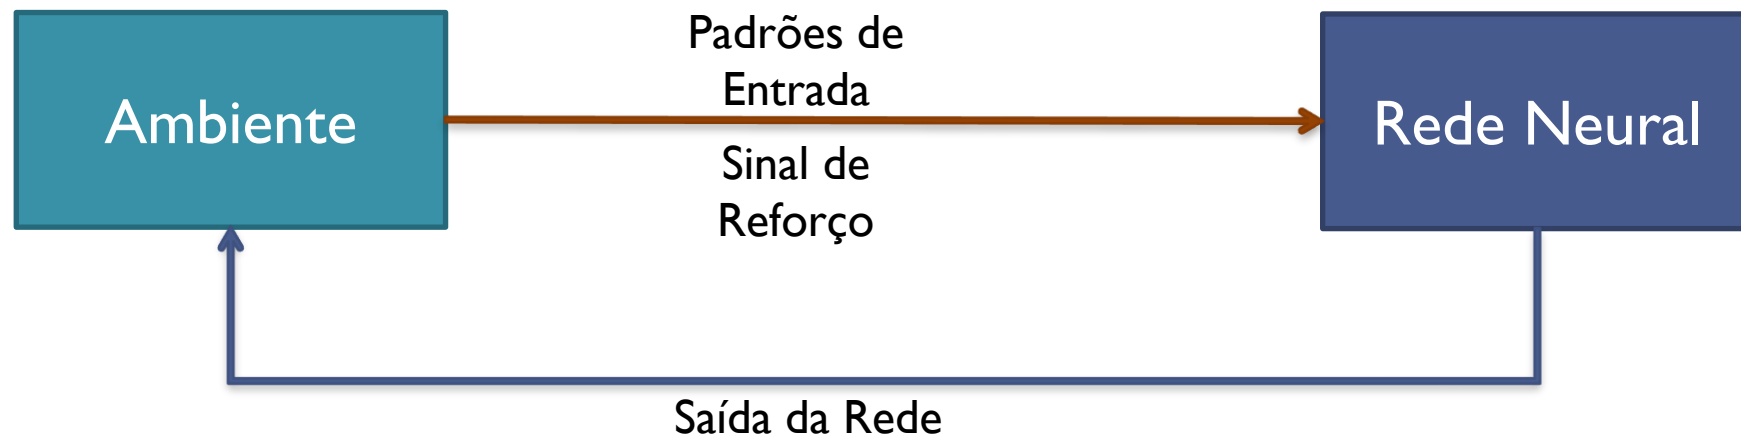 Ambiente
Padrões de
Entrada
Sinal de
Reforço
Rede Neural
Saída da Rede